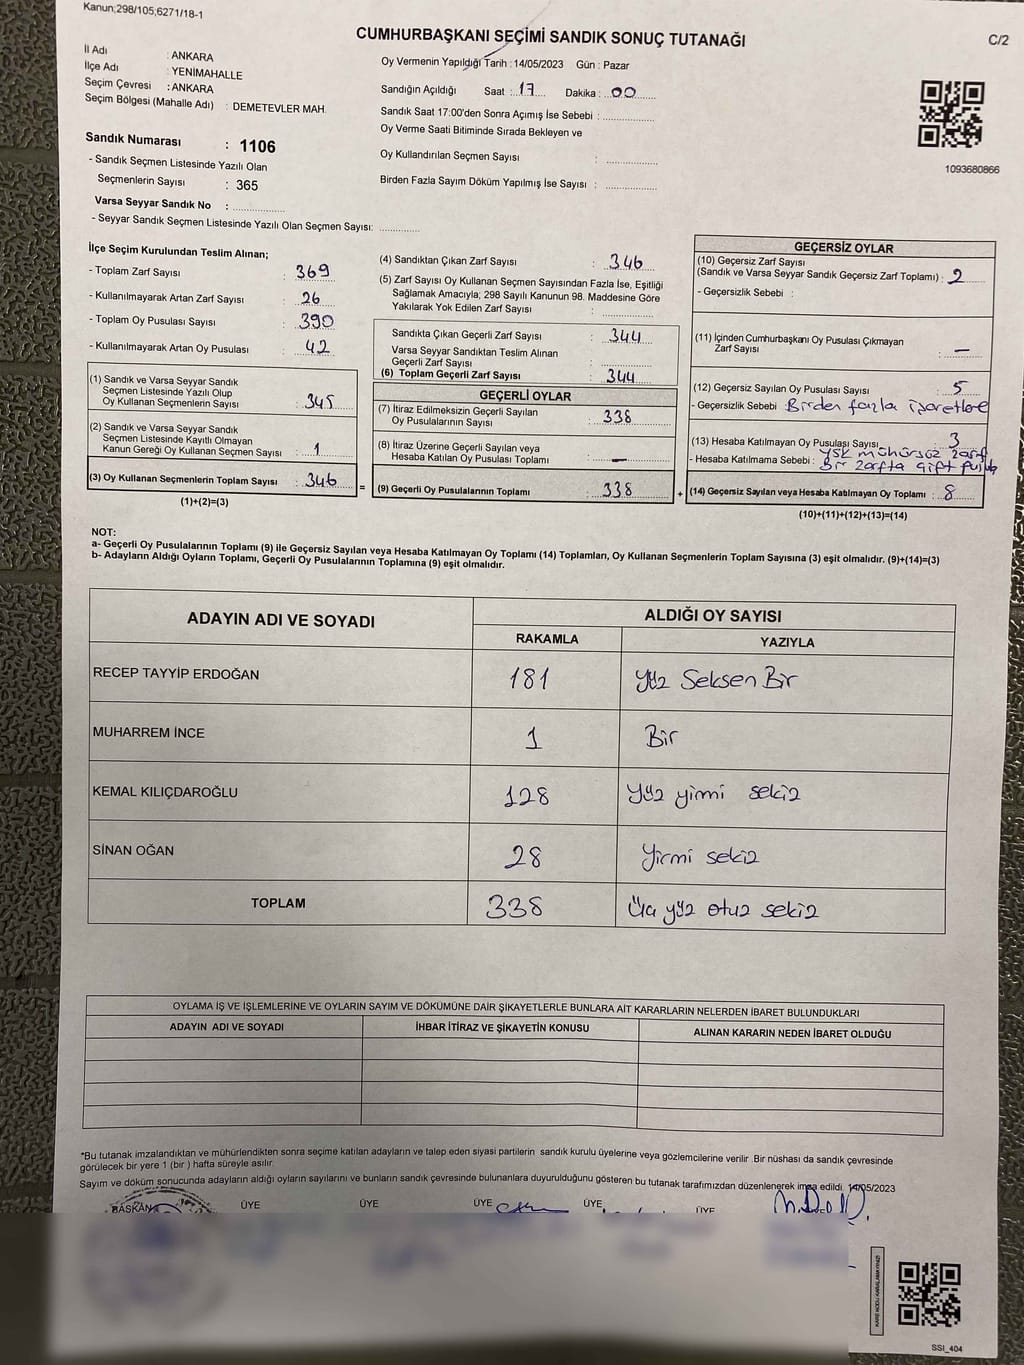 Kanun;298/105,6271/18-1
CUMHURBAŞKANI SEÇİMİ SANDIK SONUÇ TUTANAĞI
C/2
İl Adı : ANKARA
İlçe Adı : YENİMAHALLE
Seçim Çevresi : ANKARA
Seçim Bölgesi (Mahalle Adı) : DEMETEVLER MAH.
Sandık Numarası : 1106
- Sandık Seçmen Listesinde Yazılı Olan
Seçmenlerin Sayısı : 365
Varsa Seyyar Sandık No : ..............
- Seyyar Sandık Seçmen Listesinde Yazılı Olan Seçmen Sayısı: ............
Oy Vermenin Yapıldığı Tarih : 14/05/2023 Gün : Pazar
Sandığın Açıldığı Saat : 17 Dakika : 00
Sandık Saat 17:00'den Sonra Açımış İse Sebebi : ..............
Oy Verme Saati Bitiminde Sırada Bekleyen ve
Oy Kullandırılan Seçmen Sayısı : ..............
Birden Fazla Sayım Döküm Yapılmış İse Sayısı : ..............
1093680866
İlçe Seçim Kurulundan Teslim Alınan;
- Toplam Zarf Sayısı : 369
- Kullanılmayarak Artan Zarf Sayısı : 26
- Toplam Oy Pusulası Sayısı : 390
- Kullanılmayarak Artan Oy Pusulası : 42
(1) Sandık ve Varsa Seyyar Sandık
Seçmen Listesinde Yazılı Olup
Oy Kullanan Seçmenlerin Sayısı : 345
(2) Sandık ve Varsa Seyyar Sandık
Seçmen Listesinde Kayıtlı Olmayan
Kanun Gereği Oy Kullanan Seçmen Sayısı : 1
(3) Oy Kullanan Seçmenlerin Toplam Sayısı : 346
(1)+(2)=(3)
=
(4) Sandıktan Çıkan Zarf Sayısı : 346
(5) Zarf Sayısı Oy Kullanan Seçmen Sayısından Fazla İse, Eşitliği
Sağlamak Amacıyla; 298 Sayılı Kanunun 98. Maddesine Göre
Yakılarak Yok Edilen Zarf Sayısı : ..............
Sandıkta Çıkan Geçerli Zarf Sayısı : 344
Varsa Seyyar Sandıktan Teslim Alınan
Geçerli Zarf Sayısı : ..............
(6) Toplam Geçerli Zarf Sayısı : 344
GEÇERLİ OYLAR
(7) İtiraz Edilmeksizin Geçerli Sayılan
Oy Pusulalarının Sayısı : 338
(8) İtiraz Üzerine Geçerli Sayılan veya
Hesaba Katılan Oy Pusulası Toplamı : —
(9) Geçerli Oy Pusulalarının Toplamı : 338
+
GEÇERSİZ OYLAR
(10) Geçersiz Zarf Sayısı
(Sandık ve Varsa Seyyar Sandık Geçersiz Zarf Toplamı) : 2
- Geçersizlik Sebebi :
(11) İçinden Cumhurbaşkanı Oy Pusulası Çıkmayan
Zarf Sayısı : —
(12) Geçersiz Sayılan Oy Pusulası Sayısı : 5
- Geçersizlik Sebebi : Birden fazla
(13) Hesaba Katılmayan Oy Pusulası Sayısı : 3
- Hesaba Katılmama Sebebi : YSK mühürsüz zarf
Bir zarfta çift
(14) Geçersiz Sayılan veya Hesaba Katılmayan Oy Toplamı : 8
(10)+(11)+(12)+(13)=(14)
NOT:
a- Geçerli Oy Pusulalarının Toplamı (9) ile Geçersiz Sayılan veya Hesaba Katılmayan Oy Toplamı (14) Toplamları, Oy Kullanan Seçmenlerin Toplam Sayısına (3) eşit olmalıdır. (9)+(14)=(3)
b- Adayların Aldığı Oyların Toplamı, Geçerli Oy Pusulalarının Toplamına (9) eşit olmalıdır.
ADAYIN ADI VE SOYADI
ALDIĞI OY SAYISI
RAKAMLA YAZIYLA
RECEP TAYYİP ERDOĞAN 181 Yüz Seksen Bir
MUHARREM İNCE 1 Bir
KEMAL KILIÇDAROĞLU 128 Yüz yirmi sekiz
SİNAN OĞAN 28 Yirmi sekiz
TOPLAM 338 Üç yüz otuz sekiz
OYLAMA İŞ VE İŞLEMLERİNE VE OYLARIN SAYIM VE DÖKÜMÜNE DAİR ŞİKAYETLERLE BUNLARA AİT KARARLARIN NELERDEN İBARET BULUNDUKLARI
ADAYIN ADI VE SOYADI
İHBAR İTİRAZ VE ŞİKAYETİN KONUSU
ALINAN KARARIN NEDEN İBARET OLDUĞU
*Bu tutanak imzalandıktan ve mühürlendikten sonra seçime katılan adayların ve talep eden siyasi partilerin sandık kurulu üyelerine veya gözlemcilerine verilir. Bir nüshası da sandık çevresinde
görülecek bir yere 1 (bir ) hafta süreyle asılır.
Sayım ve döküm sonucunda adayların aldığı oyların sayılarını ve bunların sandık çevresinde bulunanlara duyurulduğunu gösteren bu tutanak tarafımızdan düzenlenerek imza edildi. 14/05/2023
BAŞKAN ÜYE ÜYE ÜYE ÜYE ÜYE
SSI_404